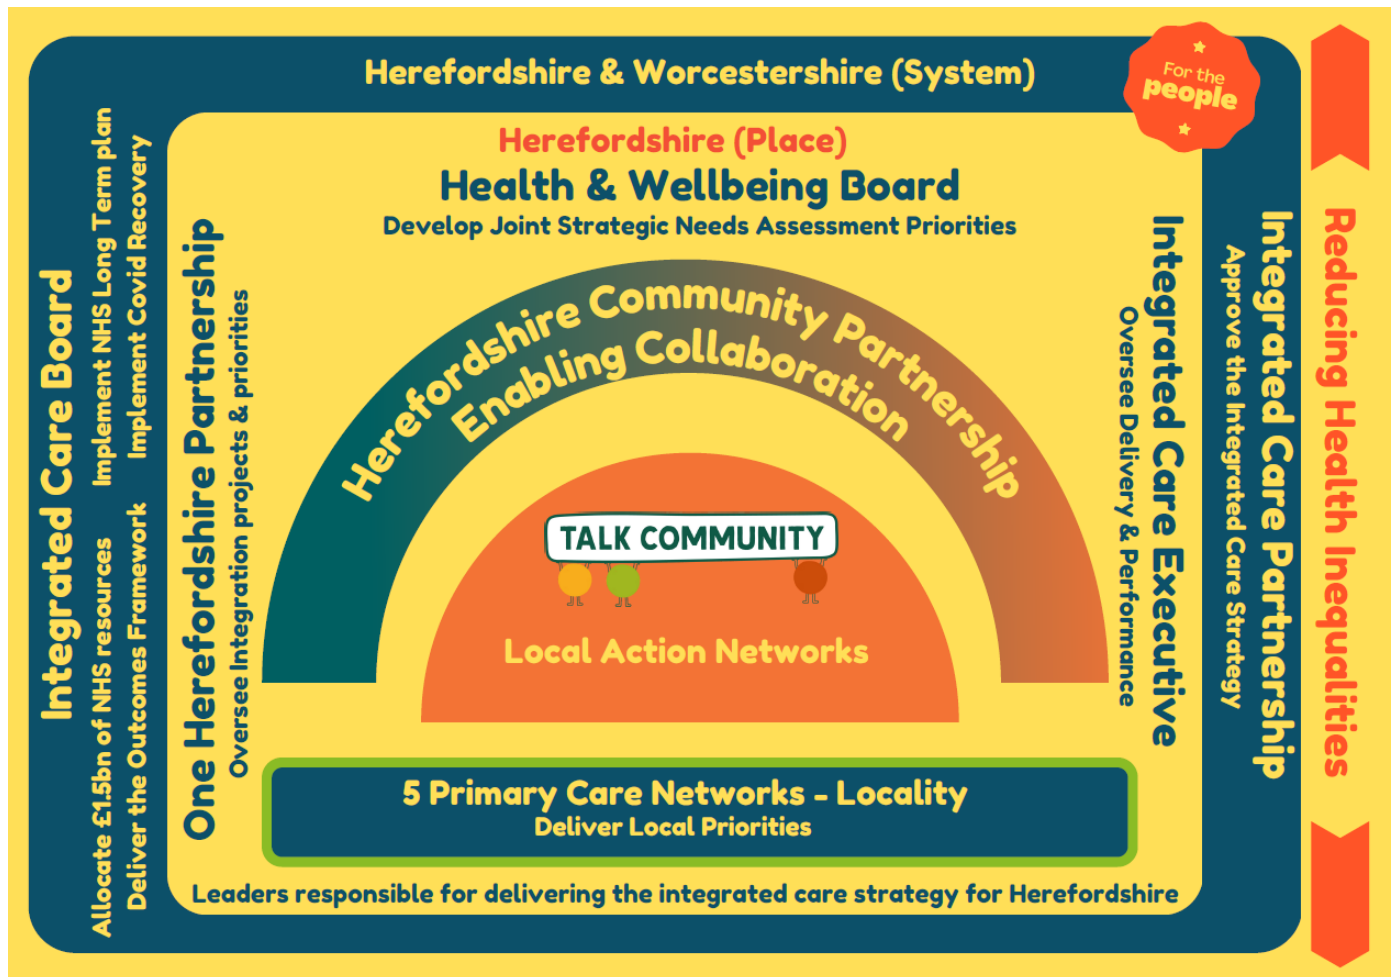 Herefordshire & Worcestershire (System)
For the
people
Herefordshire (Place)
Health & Wellbeing Board
Develop Joint Strategic Needs Assessment Priorities
Integrated Care Board
Allocate £1.5bn of NHS resources
Implement NHS Long Term plan
Deliver the Outcomes Framework
Implement Covid Recovery
One Herefordshire Partnership
Oversee Integration projects & priorities
Herefordshire Community Partnership
Enabling Collaboration
TALK COMMUNITY
Local Action Networks
Integrated Care Executive
Oversee Delivery & Performance
Integrated Care Partnership
Approve the Integrated Care Strategy
Reducing Health Inequalities
5 Primary Care Networks - Locality
Deliver Local Priorities
Leaders responsible for delivering the integrated care strategy for Herefordshire